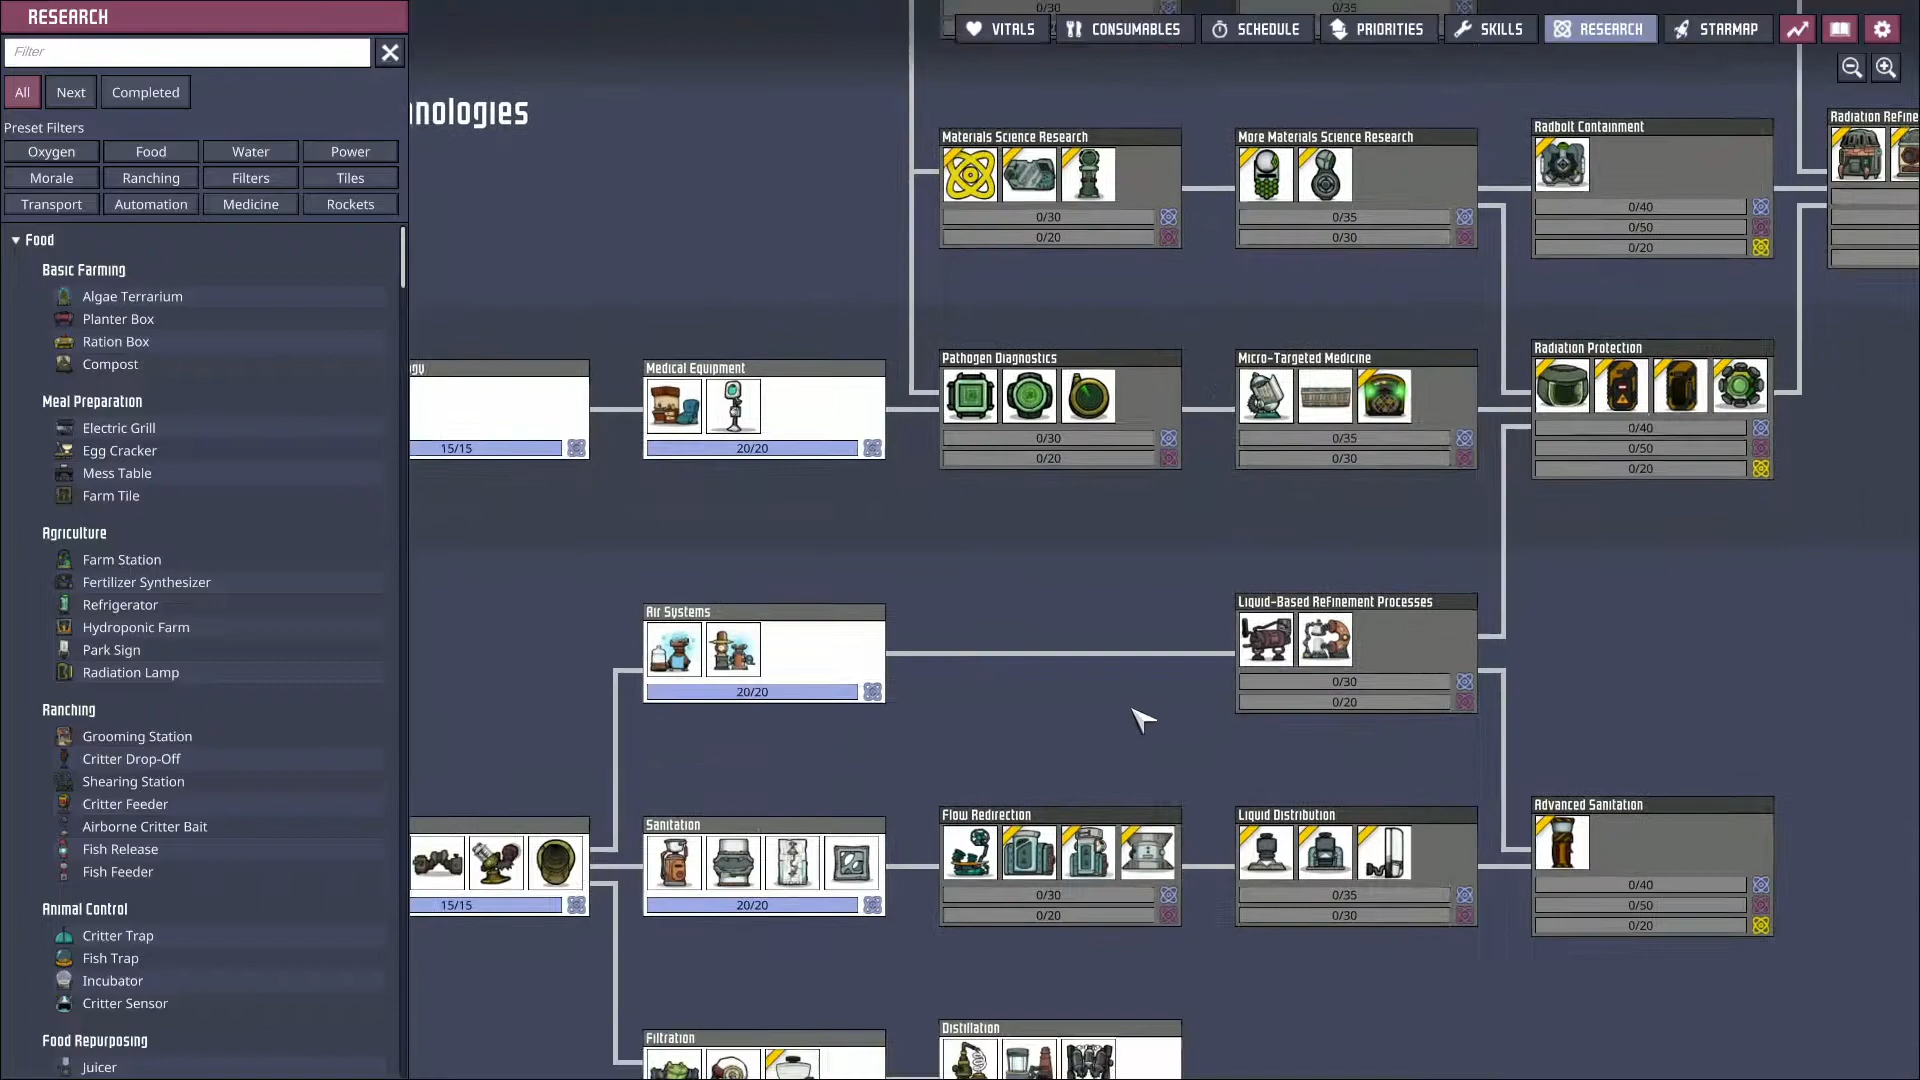 RESEARCH
Filter
All Next Completed
Preset Filters
Oxygen Food Water Power
Morale Ranching Filters Tiles
Transport Automation Medicine Rockets
Food
Basic Farming
Algae Terrarium
Planter Box
Ration Box
Compost
Meal Preparation
Electric Grill
Egg Cracker
Mess Table
Farm Tile
Agriculture
Farm Station
Fertilizer Synthesizer
Refrigerator
Hydroponic Farm
Park Sign
Radiation Lamp
Ranching
Grooming Station
Critter Drop-Off
Shearing Station
Critter Feeder
Airborne Critter Bait
Fish Release
Fish Feeder
Animal Control
Critter Trap
Fish Trap
Incubator
Critter Sensor
Food Repurposing
Juicer
0/30 0/35
VITALS CONSUMABLES SCHEDULE PRIORITIES SKILLS RESEARCH STARMAP
nologies
Materials Science Research
0/30
0/20
More Materials Science Research
0/35
0/30
Radbolt Containment
0/40
0/50
0/20
Radiation Refine
gy
15/15
Medical Equipment
20/20
Pathogen Diagnostics
0/30
0/20
Micro-Targeted Medicine
0/35
0/30
Radiation Protection
0/40
0/50
0/20
Air Systems
20/20
Liquid-Based Refinement Processes
0/30
0/20
15/15
Sanitation
20/20
Flow Redirection
0/30
0/20
Liquid Distribution
0/35
0/30
Advanced Sanitation
0/40
0/50
0/20
Filtration
Distillation